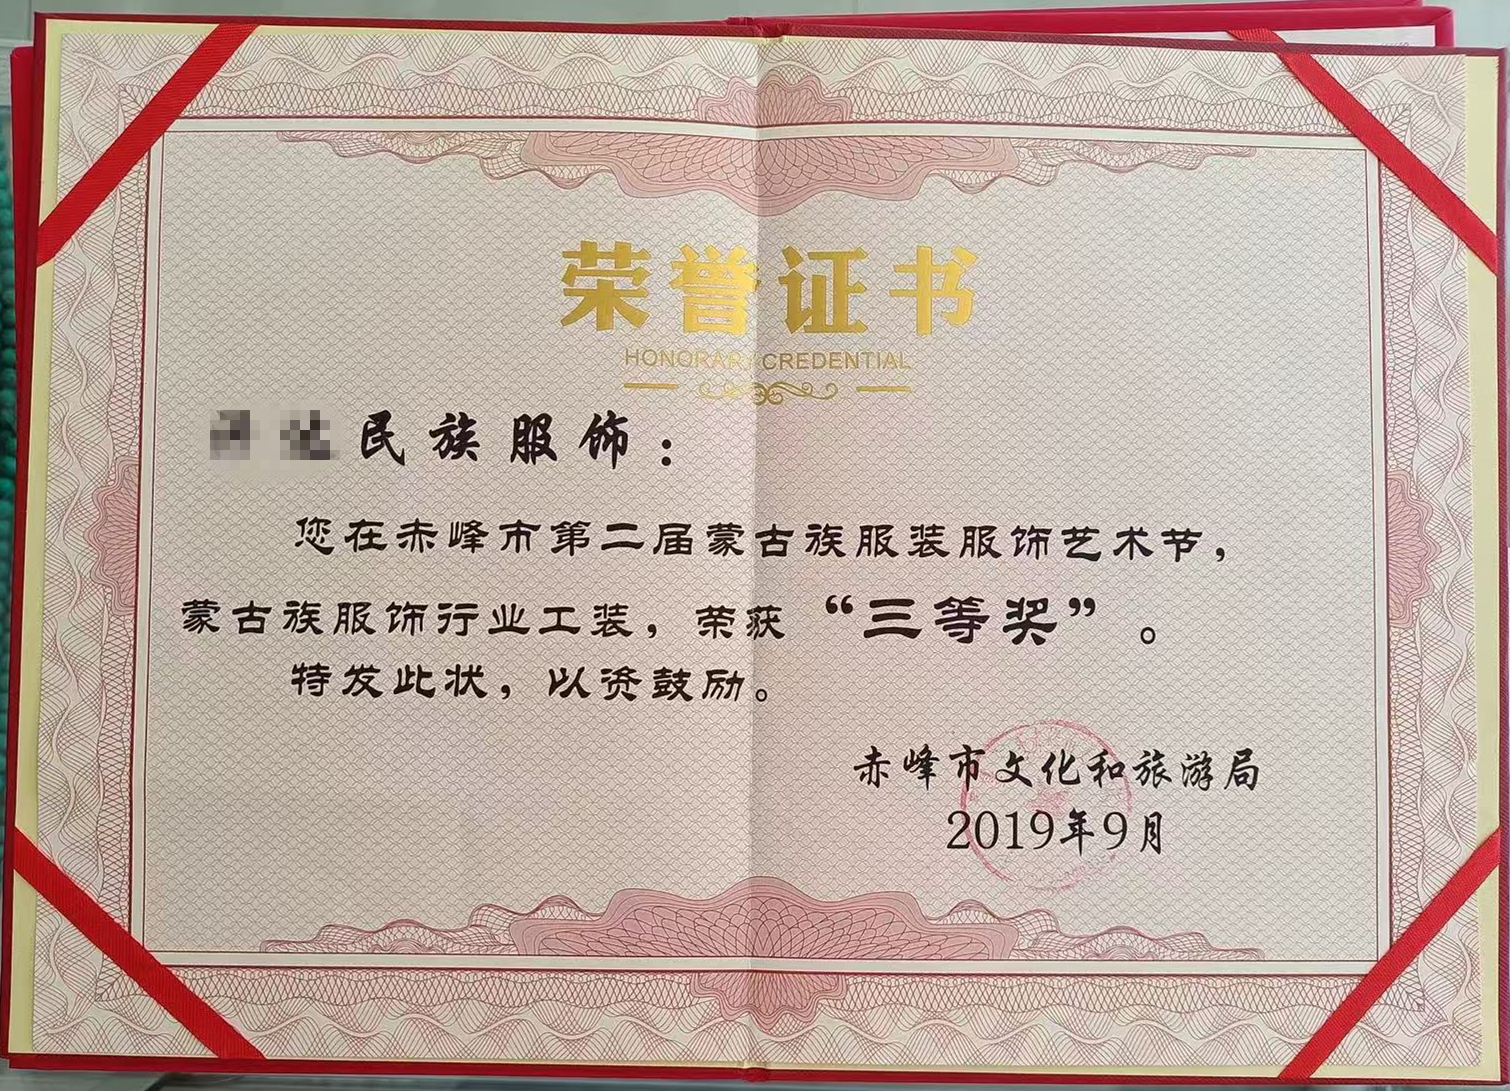 荣誉证书
HONORARY CREDENTIAL
民族服饰：
您在赤峰市第二届蒙古族服装服饰艺术节，
蒙古族服饰行业工装，荣获“三等奖”。
特发此状，以资鼓励。
赤峰市文化和旅游局
2019年9月